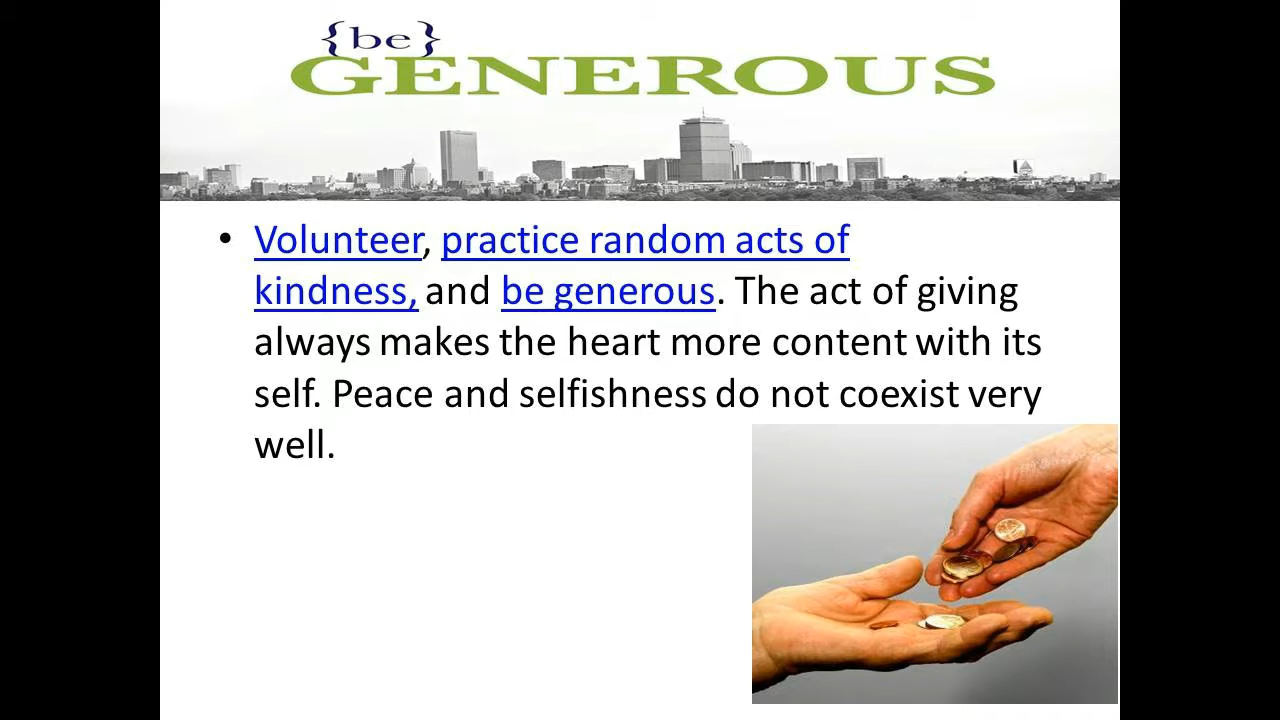 {be}
GENEROUS
• Volunteer, practice random acts of
kindness, and be generous. The act of giving
always makes the heart more content with its
self. Peace and selfishness do not coexist very
well.